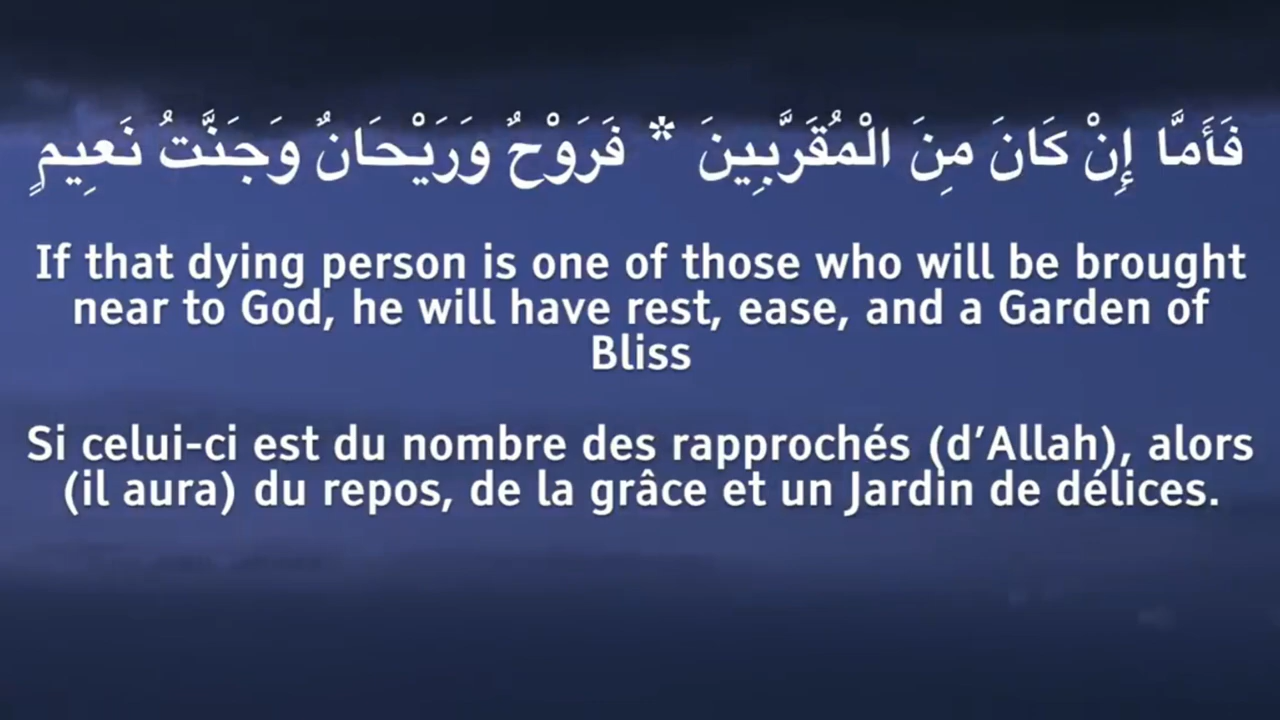 فَأَمَّا إِنْ كَانَ مِنَ الْمُقَرَّبِينَ * فَرَوْحٌ وَرَيْحَانٌ وَجَنَّتُ نَعِيمٍ
If that dying person is one of those who will be brought
near to God, he will have rest, ease, and a Garden of
Bliss
Si celui-ci est du nombre des rapprochés (d’Allah), alors
(il aura) du repos, de la grâce et un Jardin de délices.